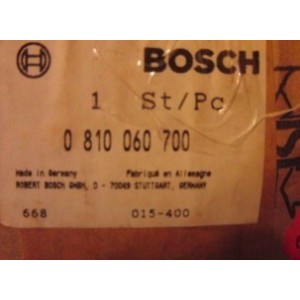 BOSCH
1 St/Pc
0 810 060 700
Made in Germany Fabriqué en Allemagne
ROBERT BOSCH GMBH, D - 70049 STUTTGART, GERMANY
668 015-400